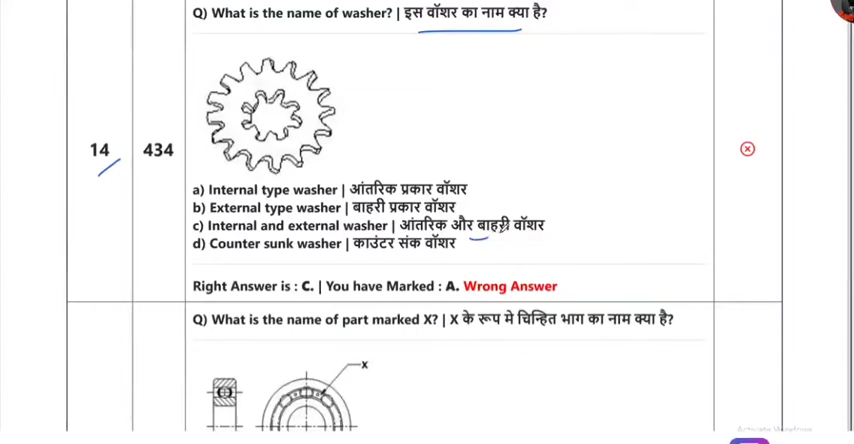 Q) What is the name of washer? | इस वॉशर का नाम क्या है?
14
434
a) Internal type washer | आंतरिक प्रकार वॉशर
b) External type washer | बाहरी प्रकार वॉशर
c) Internal and external washer | आंतरिक और बाहरी वॉशर
d) Counter sunk washer | काउंटर संक वॉशर
Right Answer is : C. | You have Marked : A. Wrong Answer
Q) What is the name of part marked X? | X के रूप मे चिन्हित भाग का नाम क्या है?
X
Activate Windows